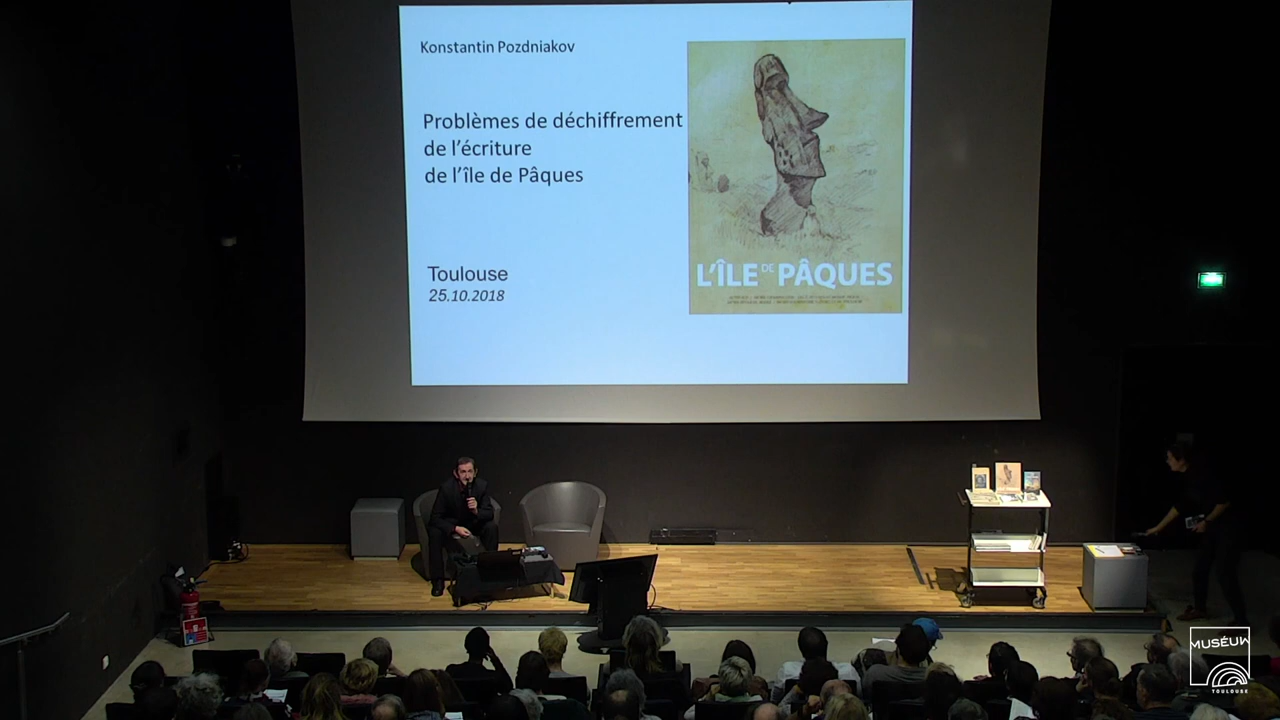 Konstantin Pozdniakov
Problèmes de déchiffrement
de l'écriture
de l'île de Pâques
Toulouse
25.10.2018
L'ÎLE DE PÂQUES
MUSÉUM
TOULOUSE